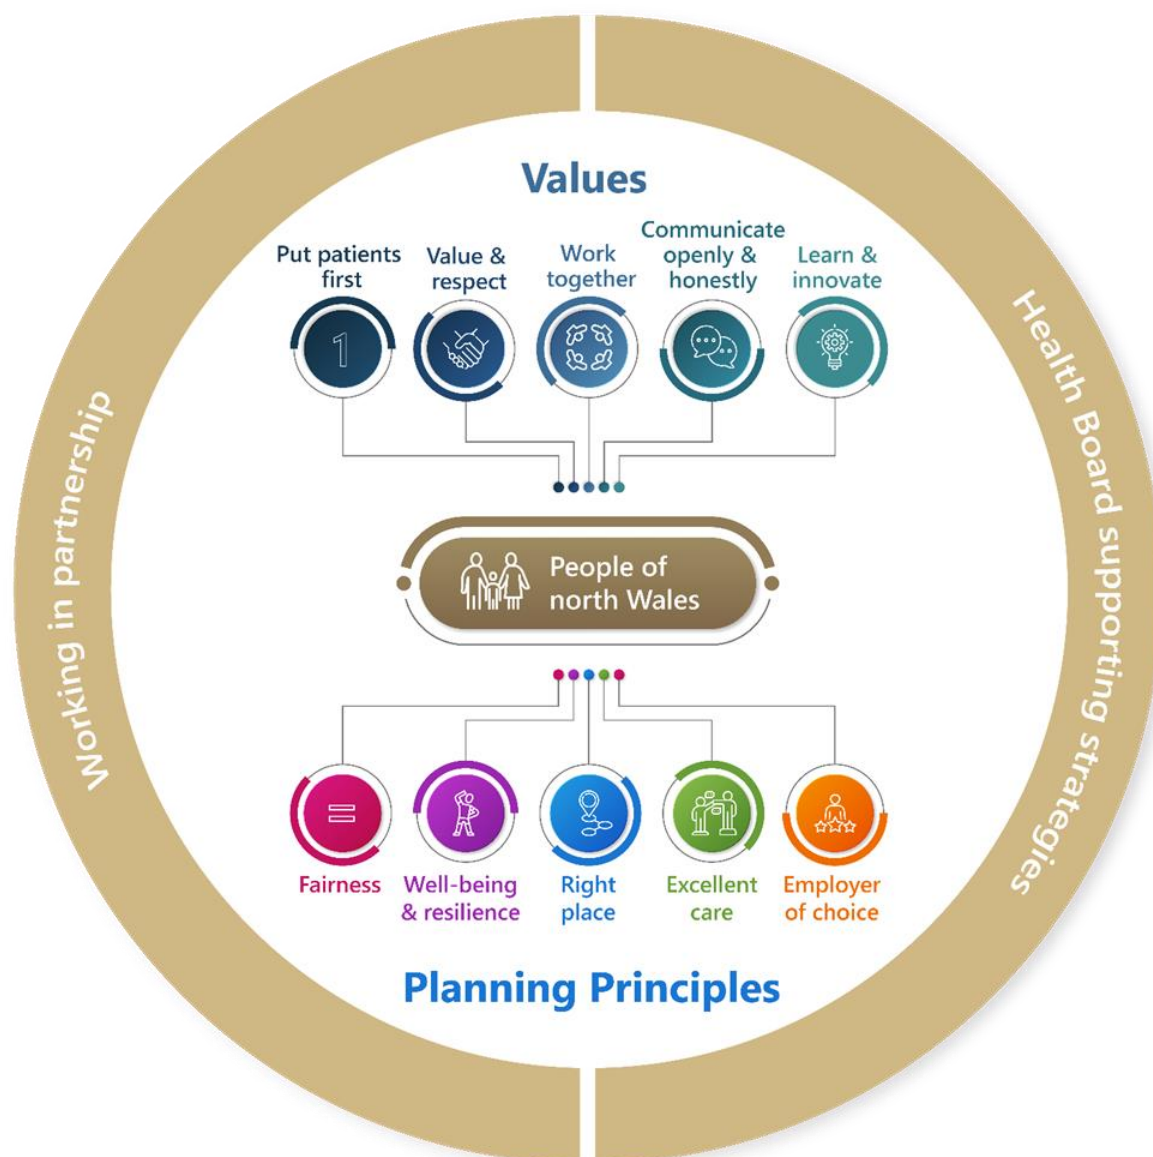 Values
Put patients
first
Value &
respect
Work
together
Communicate
openly &
honestly
Learn &
innovate
1
Working in partnership
Health Board supporting strategies
People of
north Wales
=
Fairness
Well-being
& resilience
Right
place
Excellent
care
Employer
of choice
Planning Principles